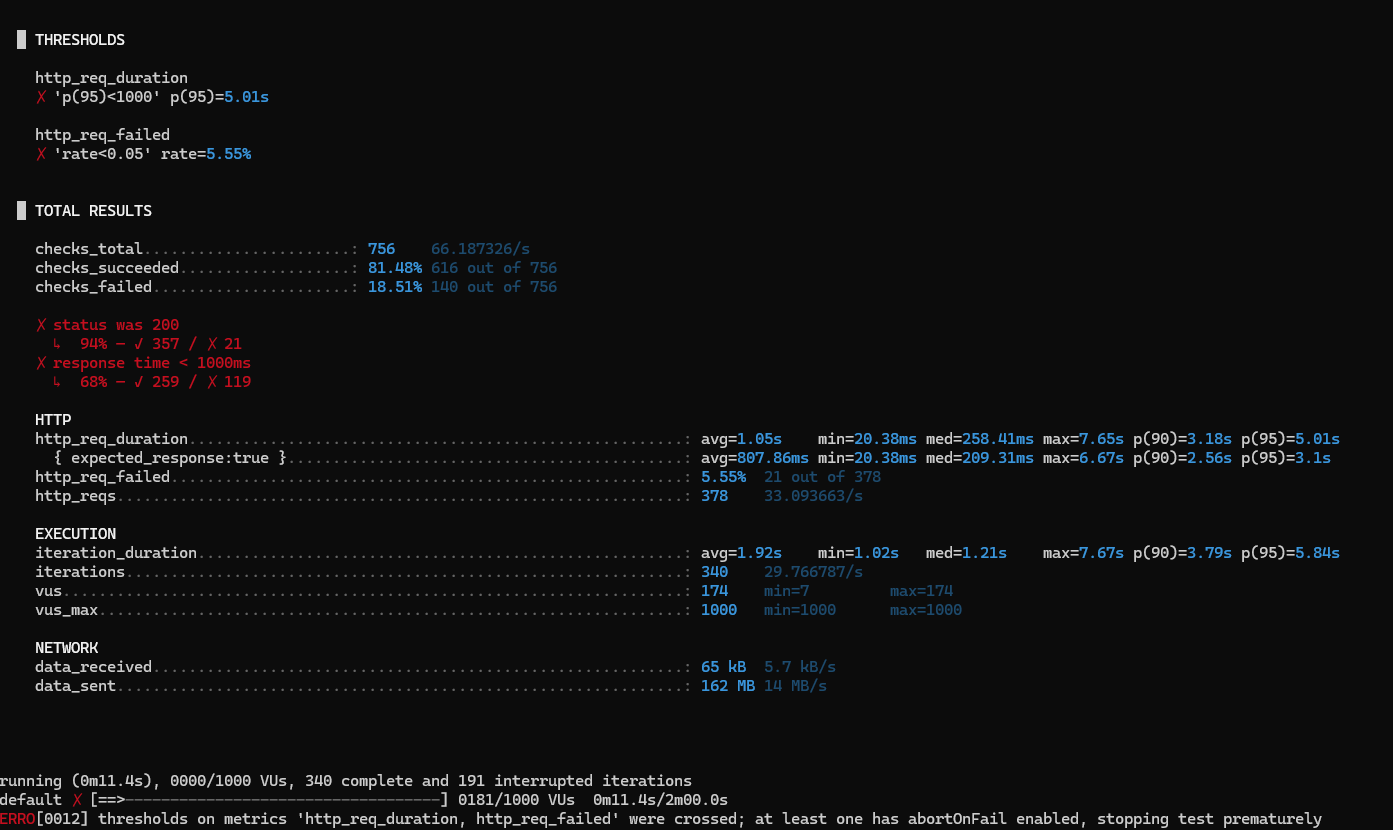 THRESHOLDS
http_req_duration
✗ 'p(95)<1000' p(95)=5.01s
http_req_failed
✗ 'rate<0.05' rate=5.55%
TOTAL RESULTS
checks_total.......................: 756    66.187326/s
checks_succeeded...................: 81.48% 616 out of 756
checks_failed......................: 18.51% 140 out of 756
✗ status was 200
↳  94% — ✓ 357 / ✗ 21
✗ response time < 1000ms
↳  68% — ✓ 259 / ✗ 119
HTTP
http_req_duration.......................................................: avg=1.05s    min=20.38ms med=258.41ms max=7.65s p(90)=3.18s p(95)=5.01s
{ expected_response:true }............................................: avg=807.86ms min=20.38ms med=209.31ms max=6.67s p(90)=2.56s p(95)=3.1s
http_req_failed.........................................................: 5.55%  21 out of 378
http_reqs...............................................................: 378    33.093663/s
EXECUTION
iteration_duration......................................................: avg=1.92s    min=1.02s   med=1.21s    max=7.67s p(90)=3.79s p(95)=5.84s
iterations..............................................................: 340    29.766787/s
vus.....................................................................: 174    min=7         max=174
vus_max.................................................................: 1000   min=1000      max=1000
NETWORK
data_received...........................................................: 65 kB  5.7 kB/s
data_sent...............................................................: 162 MB 14 MB/s
running (0m11.4s), 0000/1000 VUs, 340 complete and 191 interrupted iterations
default ✗ [==>-----------------------------------] 0181/1000 VUs  0m11.4s/2m00.0s
ERRO[0012] thresholds on metrics 'http_req_duration, http_req_failed' were crossed; at least one has abortOnFail enabled, stopping test prematurely